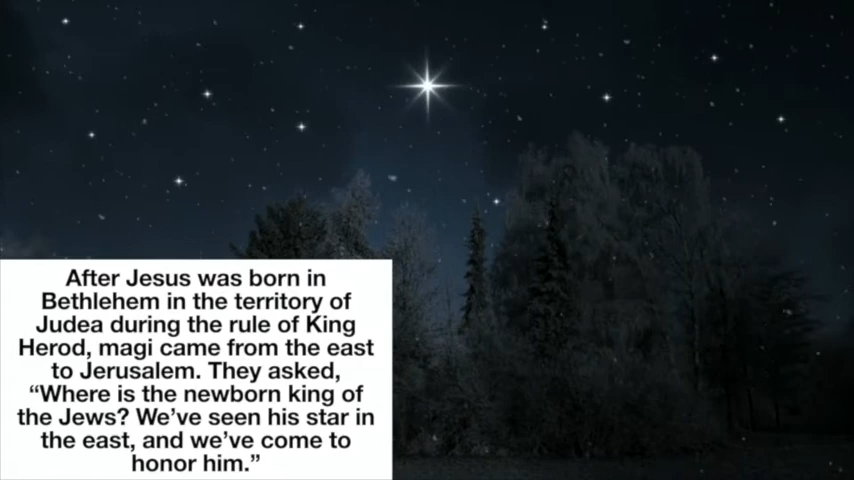 After Jesus was born in
Bethlehem in the territory of
Judea during the rule of King
Herod, magi came from the east
to Jerusalem. They asked,
“Where is the newborn king of
the Jews? We’ve seen his star in
the east, and we’ve come to
honor him.”